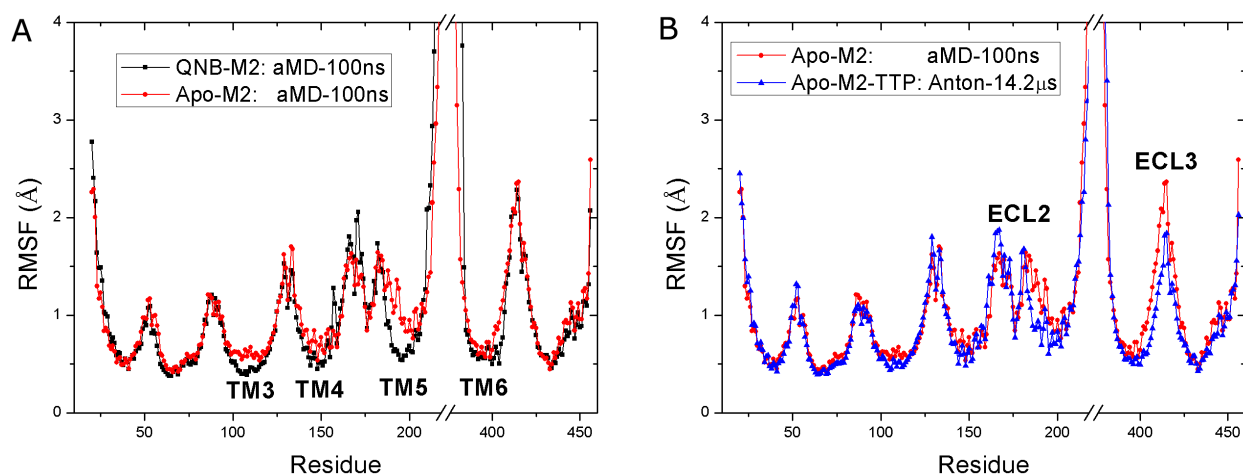 A
QNB-M2: aMD-100ns
Apo-M2: aMD-100ns
RMSF (Å)
4
3
2
1
0
TM3 TM4 TM5 TM6
50 100 150 200 400 450
Residue
B
Apo-M2: aMD-100ns
Apo-M2-TTP: Anton-14.2μs
RMSF (Å)
4
3
2
1
0
ECL2
ECL3
50 100 150 200 400 450
Residue